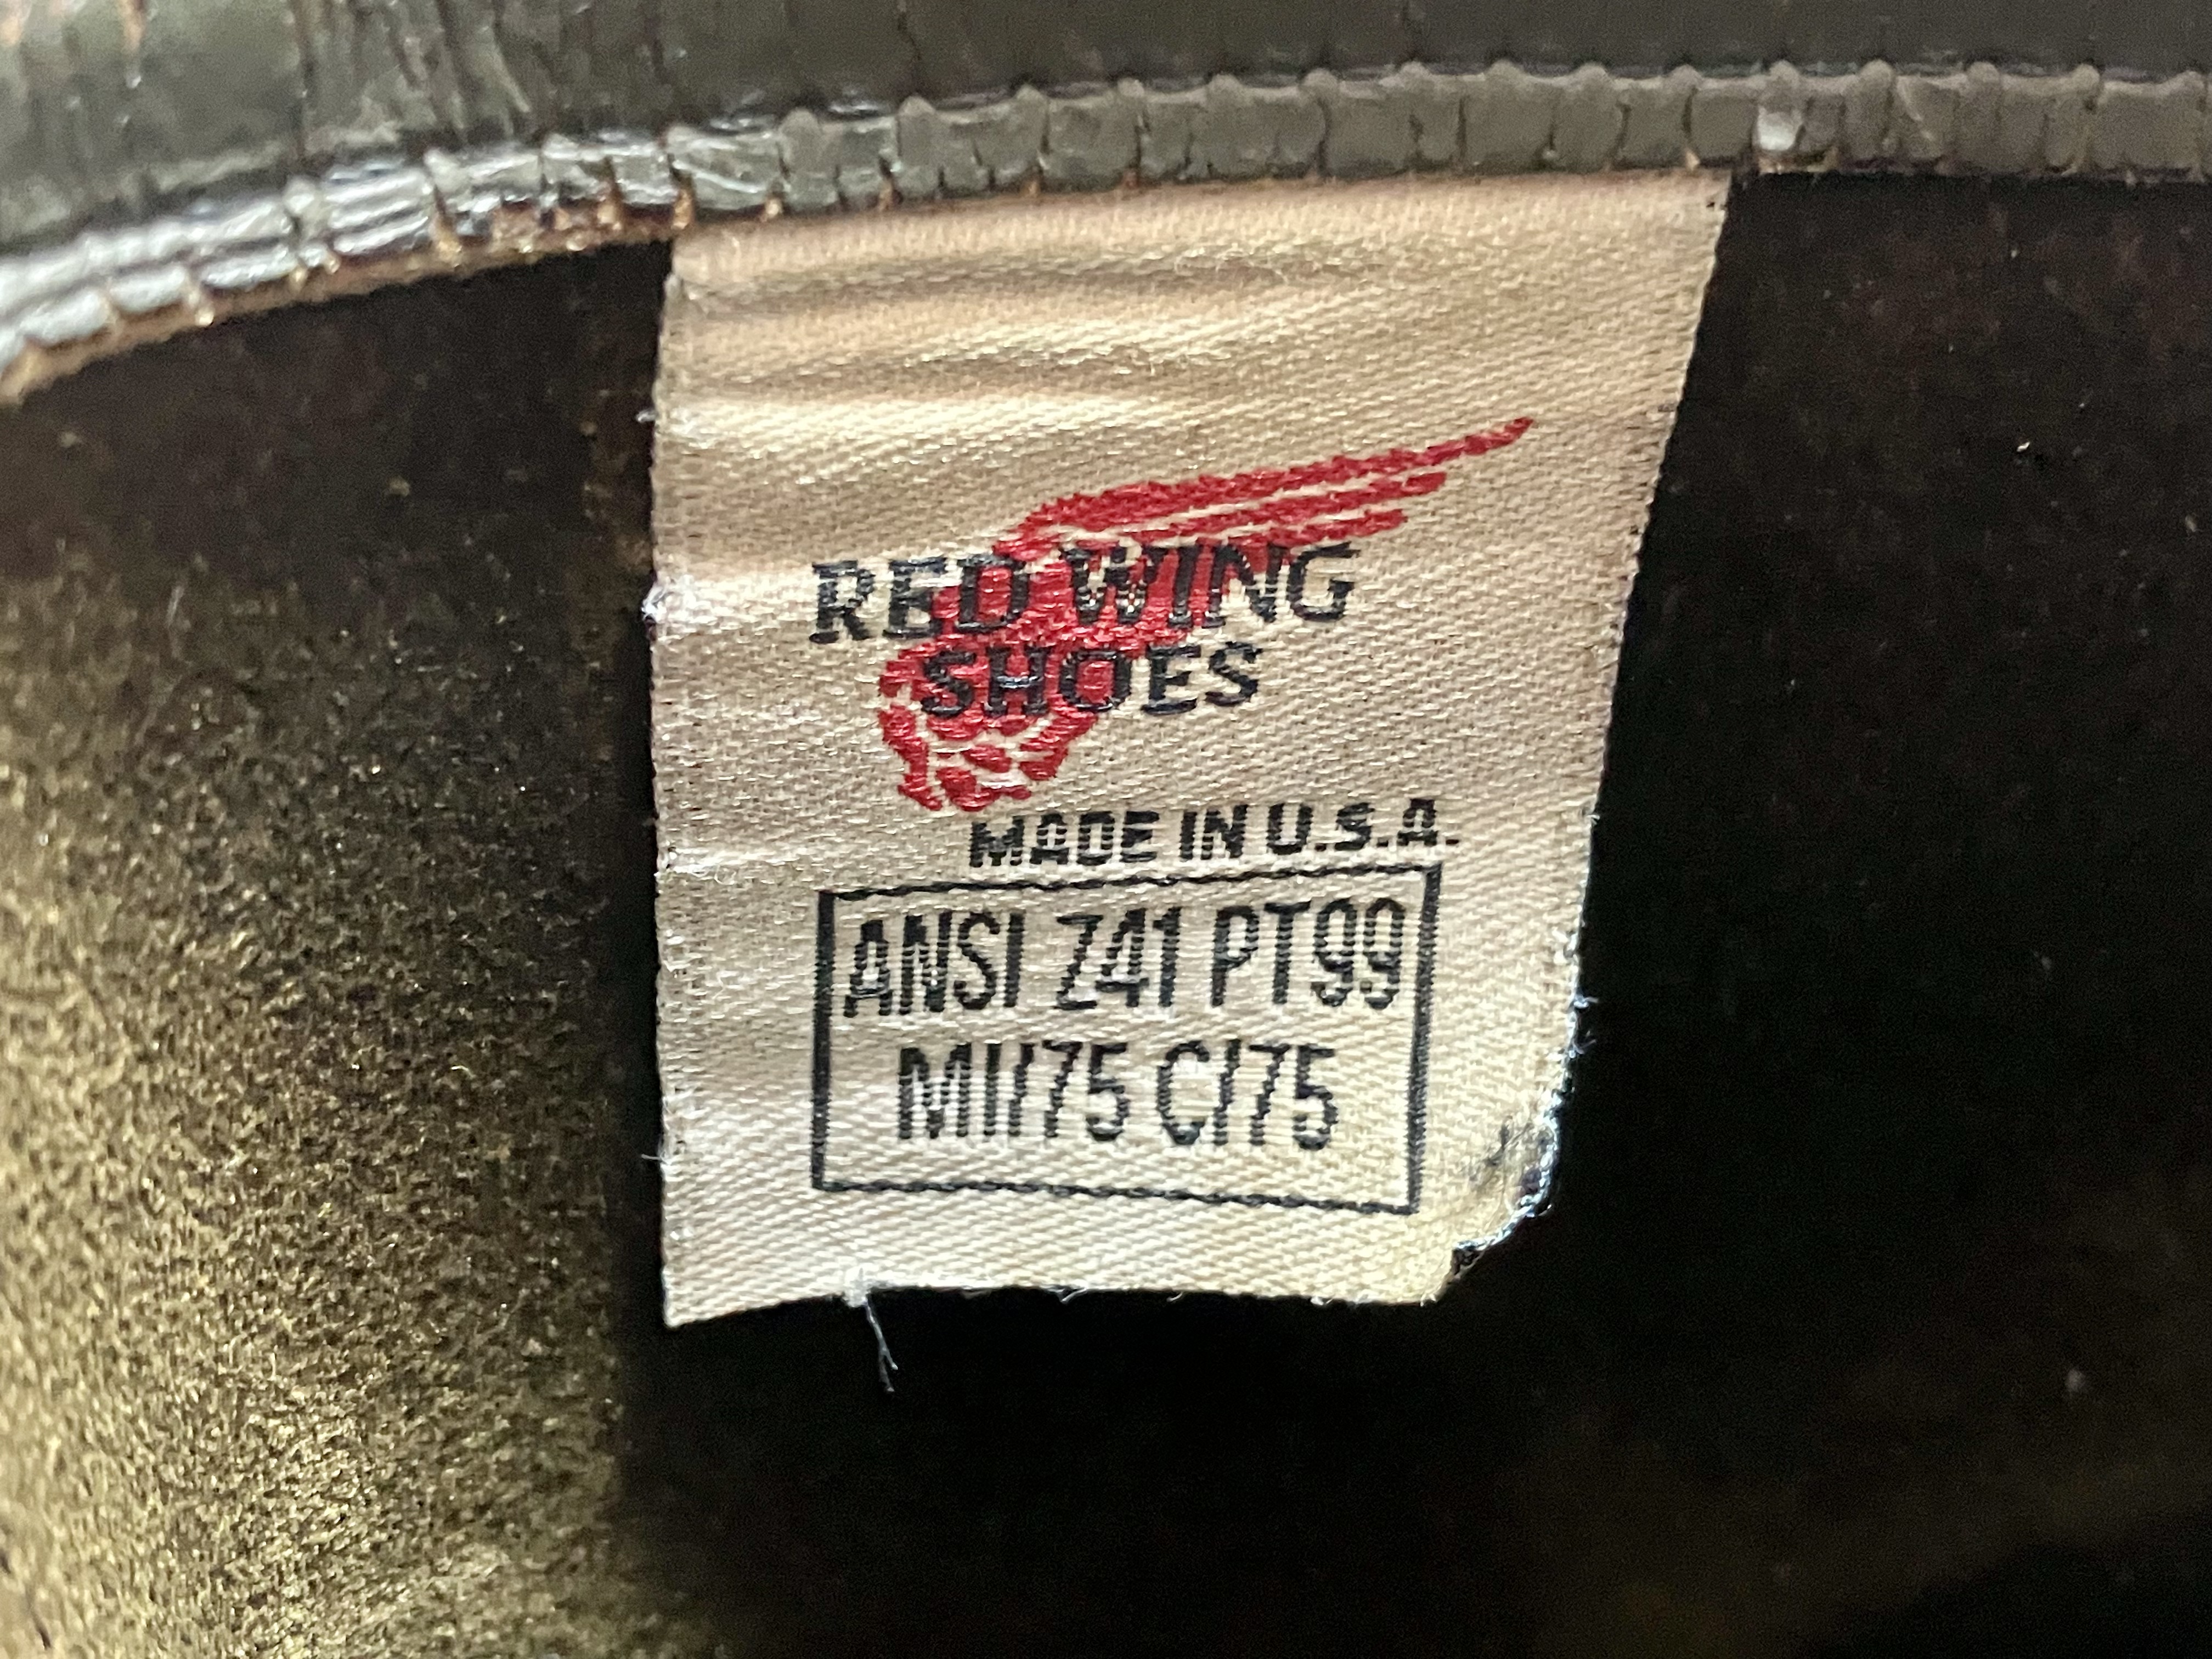 RED WING
SHOES
MADE IN U.S.A.
ANSI Z41 PT99
MI/75 C/75